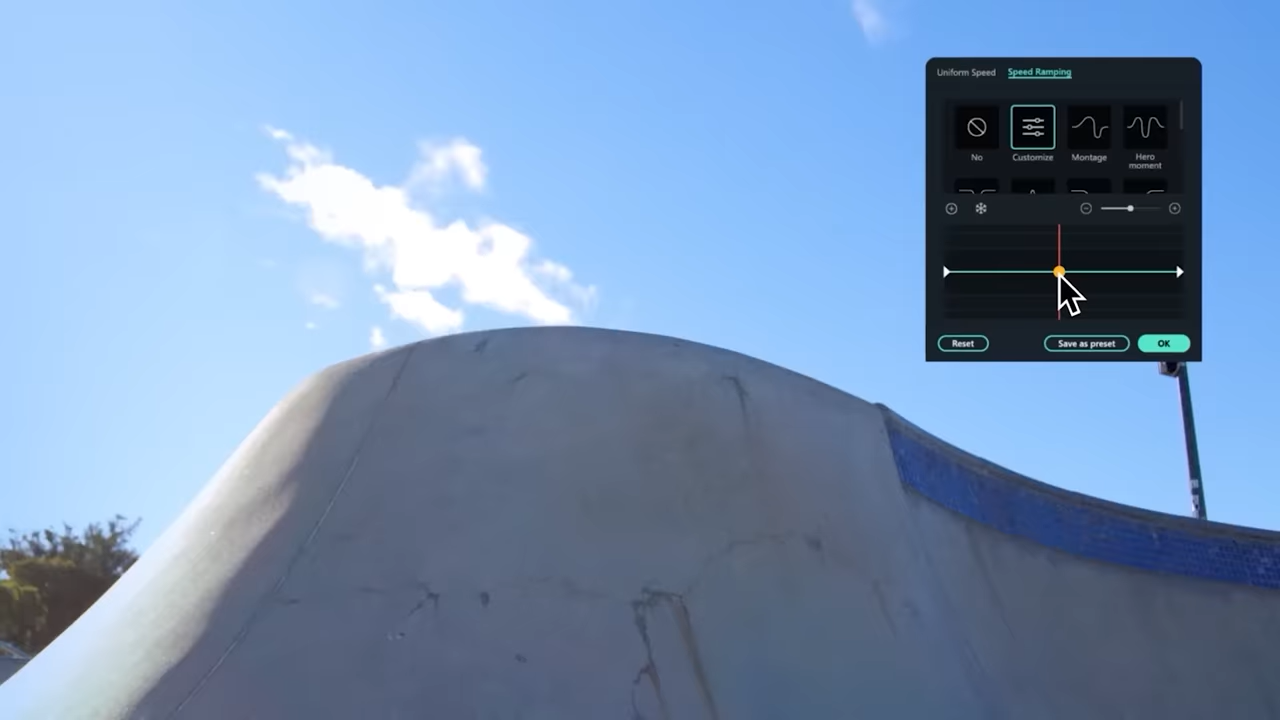 Uniform Speed Speed Ramping
No Customize Montage Hero
moment
Reset Save as preset OK